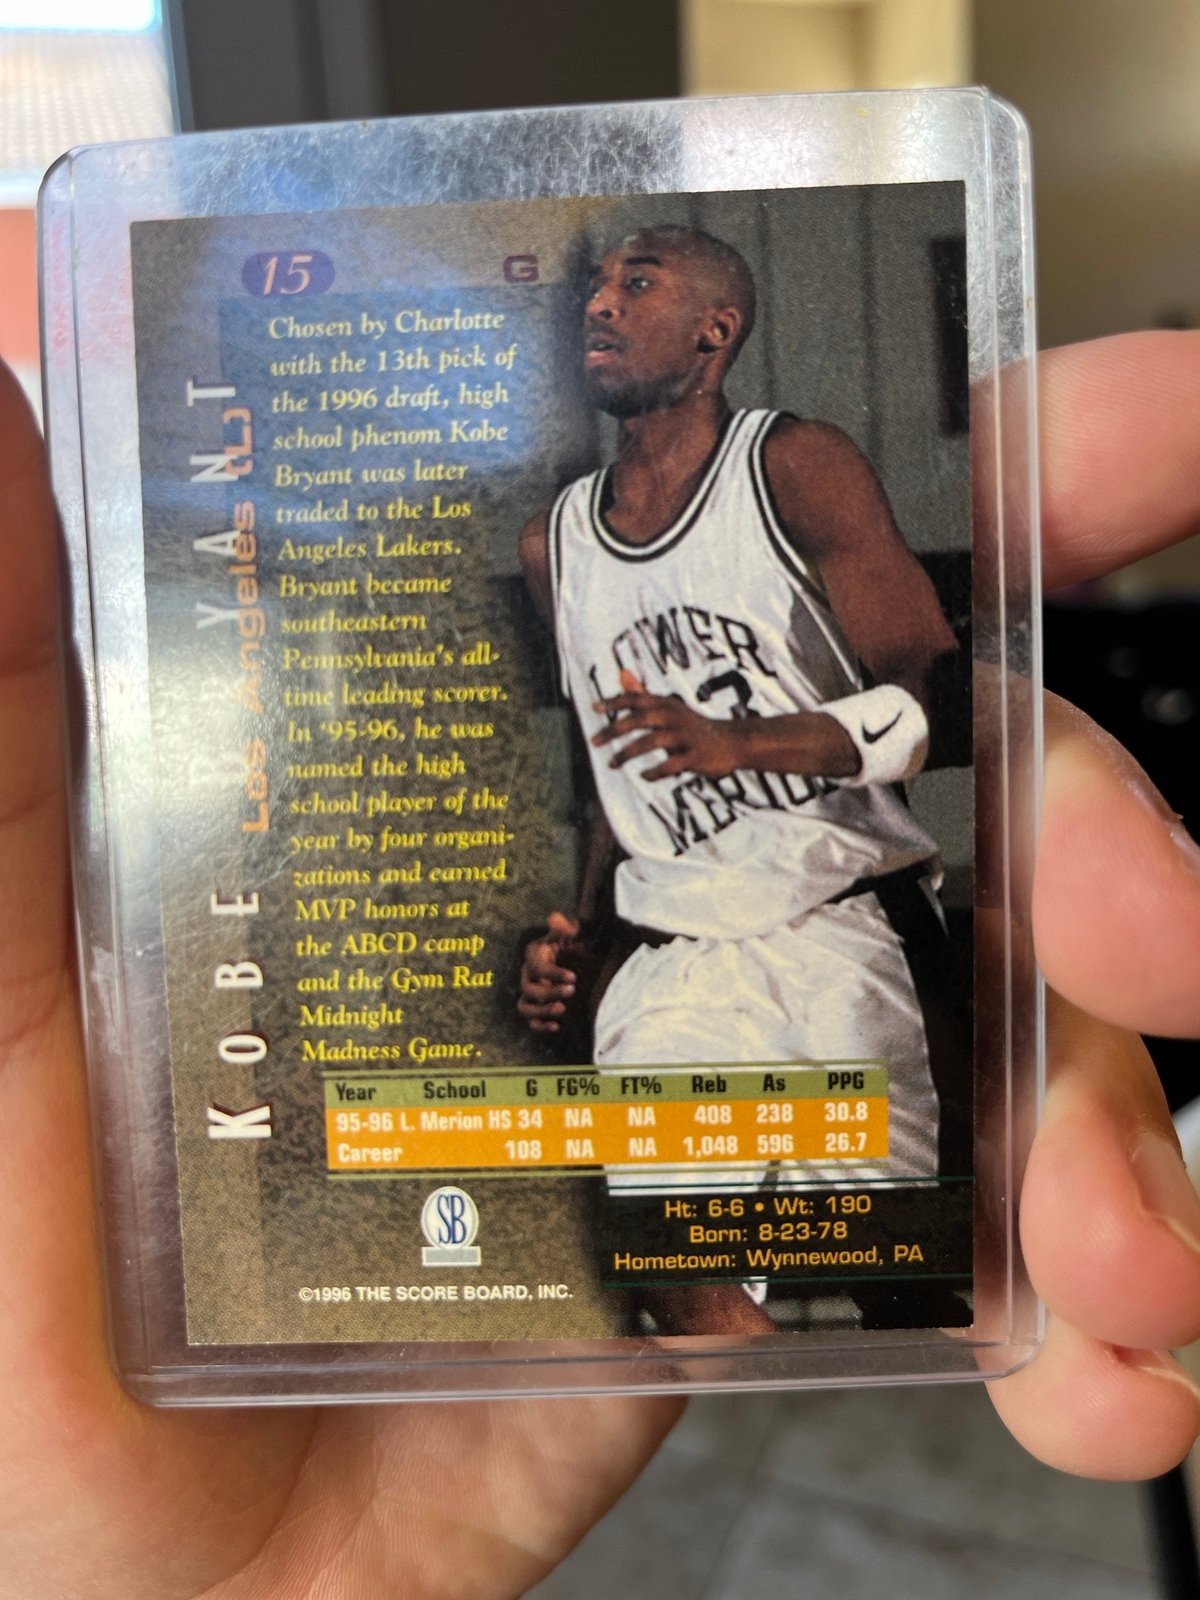 15 G
Chosen by Charlotte
with the 13th pick of
the 1996 draft, high
school phenom Kobe
Bryant was later
traded to the Los
Angeles Lakers.
Bryant became
southeastern
Pennsylvania's all-
time leading scorer.
In '95-96, he was
named the high
school player of the
year by four organi-
zations and earned
MVP honors at
the ABCD camp
and the Gym Rat
Midnight
Madness Game.
KOBE BRYANT
Los Angeles (L)
LOWER
3
MERION
Year School G FG% FT% Reb As PPG
95-96 L. Merion HS 34 NA NA 408 238 30.8
Career 108 NA NA 1,048 596 26.7
Ht: 6-6 • Wt: 190
Born: 8-23-78
Hometown: Wynnewood, PA
SB
©1996 THE SCORE BOARD, INC.